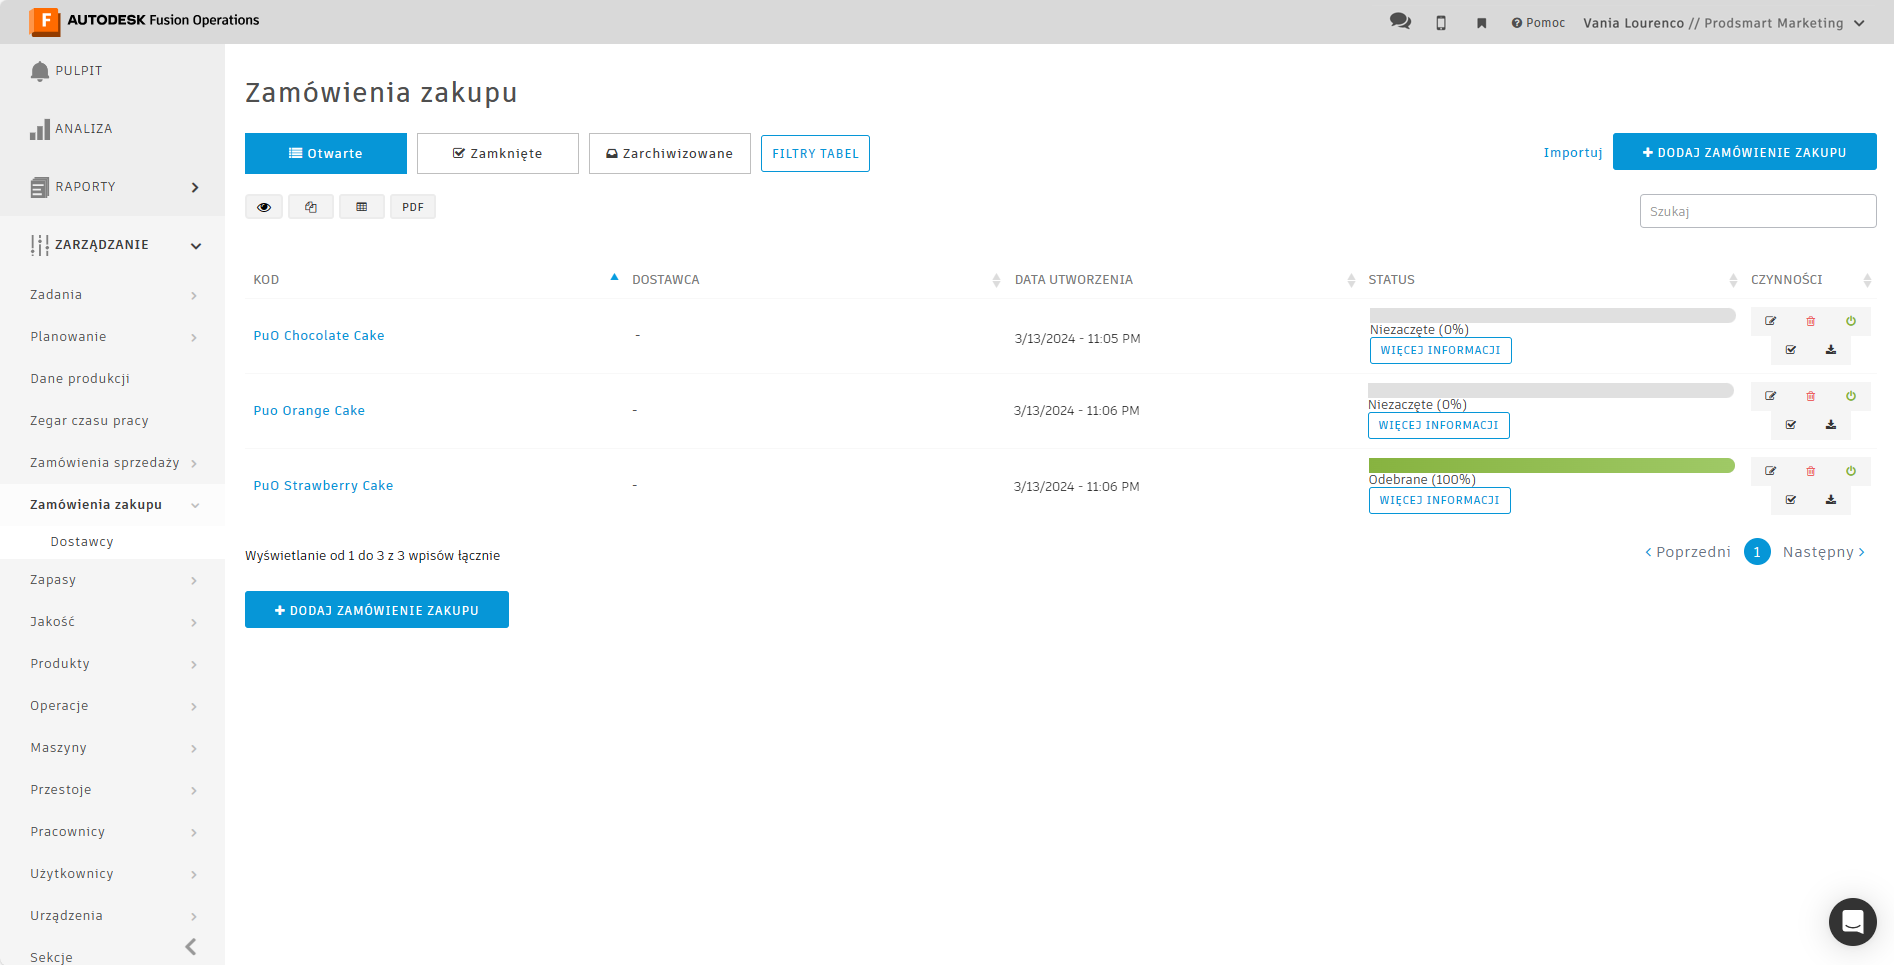 AUTODESK Fusion Operations
Pomoc
Vania Lourenco // Prodsmart Marketing
PULPIT
ANALIZA
RAPORTY
ZARZĄDZANIE
Zadania
Planowanie
Dane produkcji
Zegar czasu pracy
Zamówienia sprzedaży
Zamówienia zakupu
Dostawcy
Zapasy
Jakość
Produkty
Operacje
Maszyny
Przestoje
Pracownicy
Użytkownicy
Urządzenia
Sekcje
Zamówienia zakupu
Otwarte
Zamknięte
Zarchiwizowane
FILTRY TABEL
Importuj
DODAJ ZAMÓWIENIE ZAKUPU
PDF
Szukaj
KOD DOSTAWCA DATA UTWORZENIA STATUS CZYNNOŚCI
PuO Chocolate Cake - 3/13/2024 - 11:05 PM Niezaczęte (0%)
WIĘCEJ INFORMACJI
Puo Orange Cake - 3/13/2024 - 11:06 PM Niezaczęte (0%)
WIĘCEJ INFORMACJI
PuO Strawberry Cake - 3/13/2024 - 11:06 PM Odebrane (100%)
WIĘCEJ INFORMACJI
Wyświetlanie od 1 do 3 z 3 wpisów łącznie
Poprzedni 1 Następny
DODAJ ZAMÓWIENIE ZAKUPU